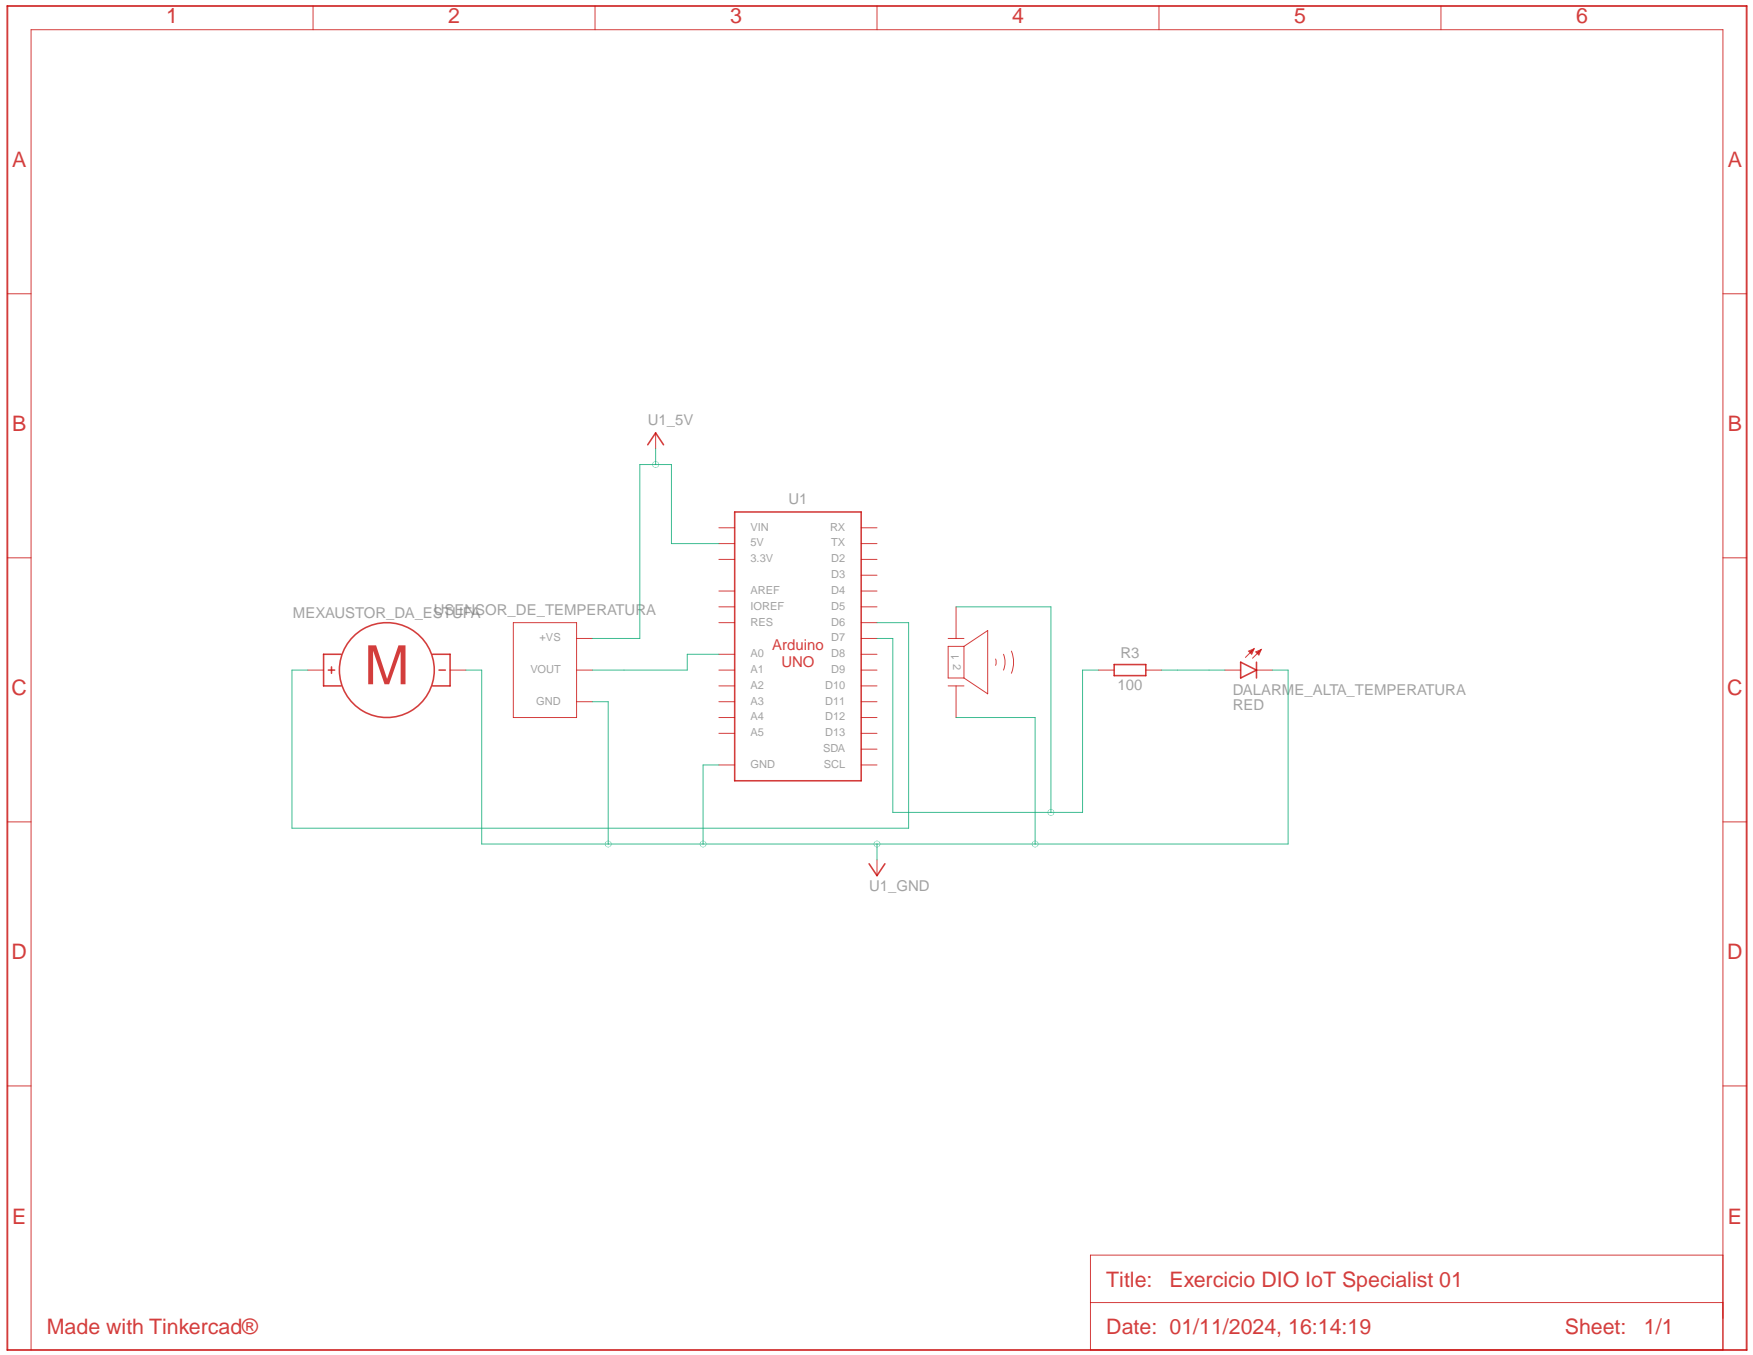 1 2 3 4 5 6
A A
B B
C C
D D
E E
U1_5V
U1
VIN RX
5V TX
3.3V D2
D3
AREF D4
IOREF D5
RES D6
D7
A0 D8
A1 D9
A2 D10
A3 D11
A4 D12
A5 D13
SDA
GND SCL
Arduino
UNO
MEXAUSTOR_DA_ESTUFA
M
+ -
USENSOR_DE_TEMPERATURA
+VS
VOUT
GND
1 2
R3
100
DALARME_ALTA_TEMPERATURA
RED
U1_GND
Title: Exercicio DIO IoT Specialist 01
Date: 01/11/2024, 16:14:19 Sheet: 1/1
Made with Tinkercad®